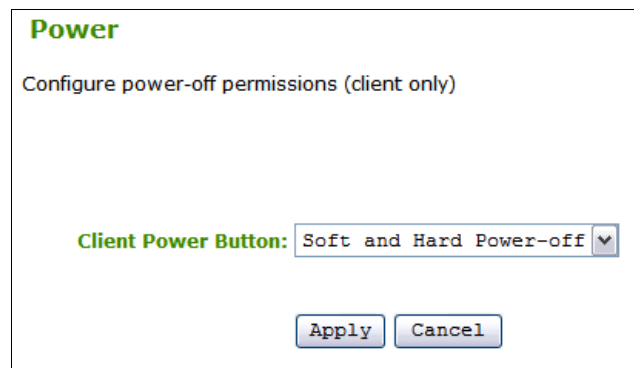 Power
Configure power-off permissions (client only)
Client Power Button: Soft and Hard Power-off
Apply Cancel